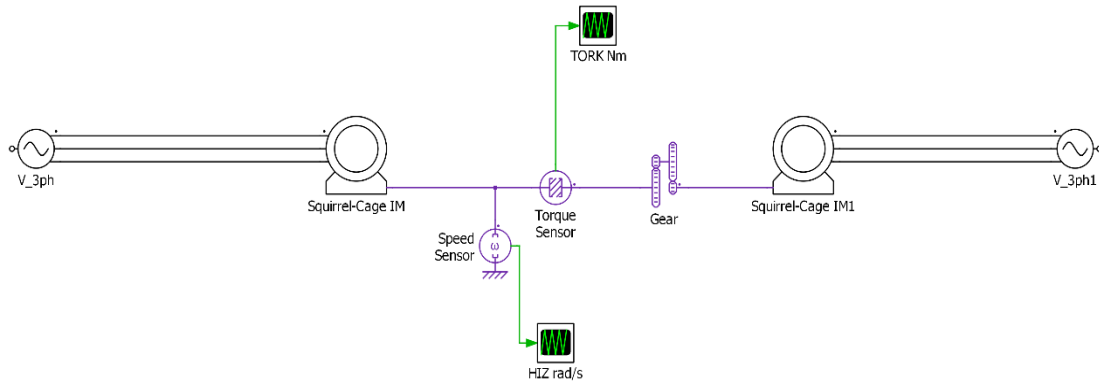 TORK Nm
V_3ph
Squirrel-Cage IM
Torque
Sensor
Gear
Squirrel-Cage IM1
V_3ph1
Speed
Sensor
ω
HIZ rad/s